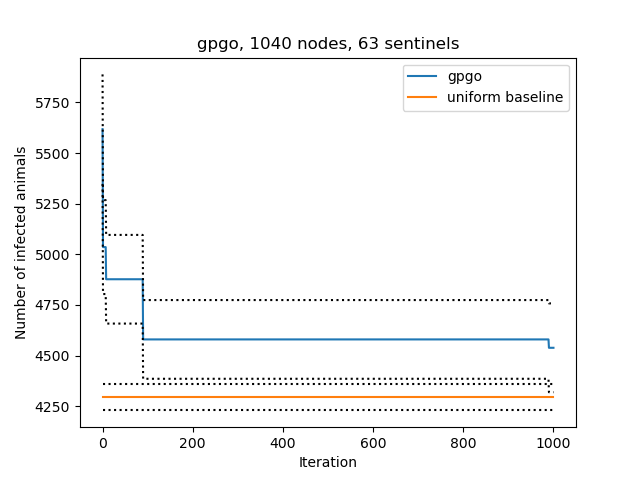 gpgo, 1040 nodes, 63 sentinels
gpgo
uniform baseline
Number of infected animals
5750
5500
5250
5000
4750
4500
4250
0 200 400 600 800 1000
Iteration